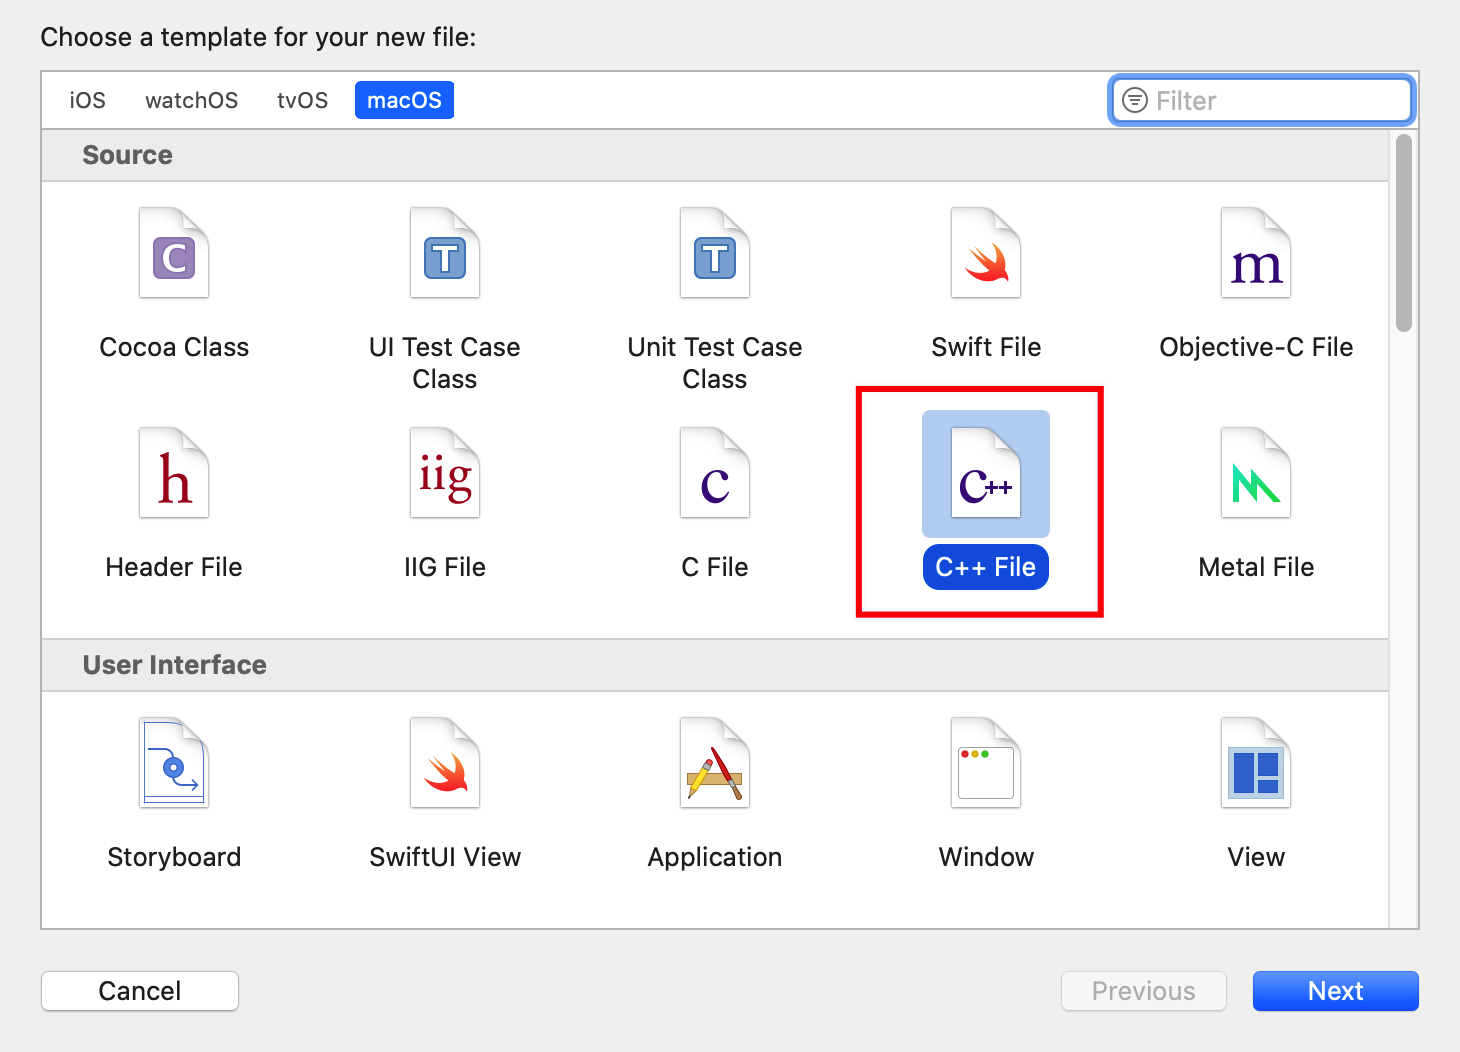 Choose a template for your new file:
iOS watchOS tvOS macOS Filter
Source
C T T m
Cocoa Class UI Test Case Class Unit Test Case Class Swift File Objective-C File
h iig c C++
Header File IIG File C File C++ File Metal File
User Interface
Storyboard SwiftUI View Application Window View
Cancel Previous Next